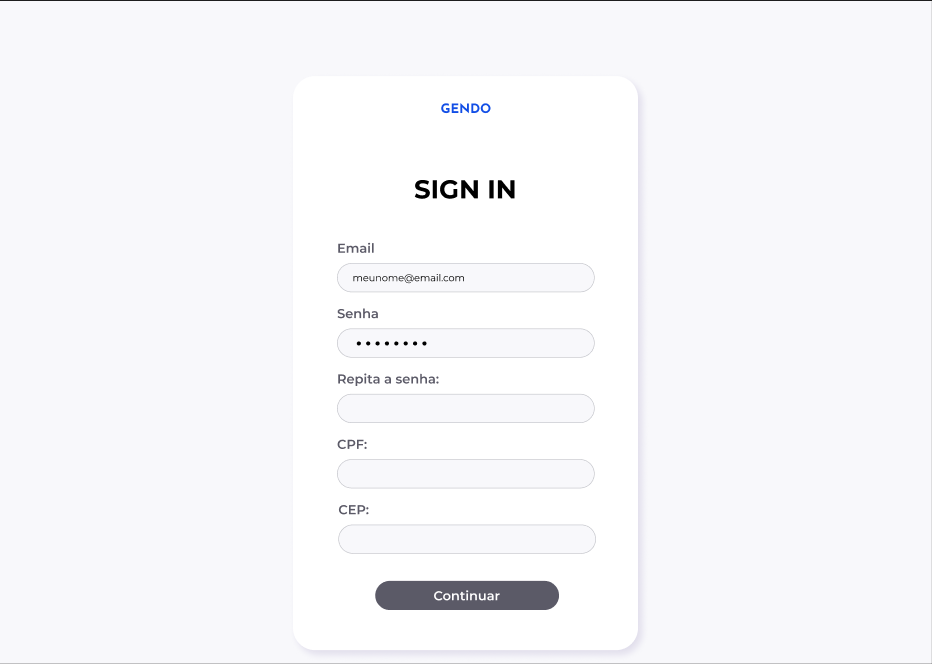 GENDO
SIGN IN
Email
meunome@email.com
Senha
••••••••
Repita a senha:
CPF:
CEP:
Continuar